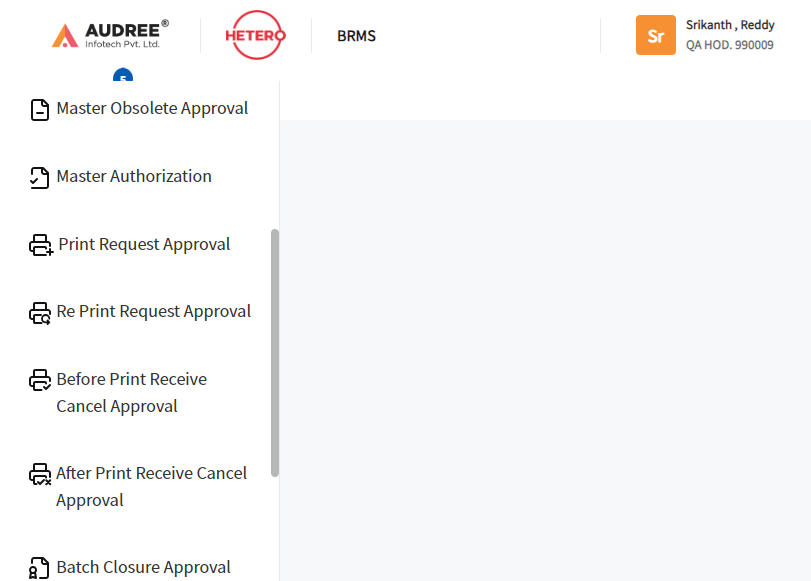 AUDREE®
Infotech Pvt. Ltd.
HETERO
BRMS
Sr
Srikanth , Reddy
QA HOD. 990009
Master Obsolete Approval
Master Authorization
Print Request Approval
Re Print Request Approval
Before Print Receive
Cancel Approval
After Print Receive Cancel
Approval
Batch Closure Approval